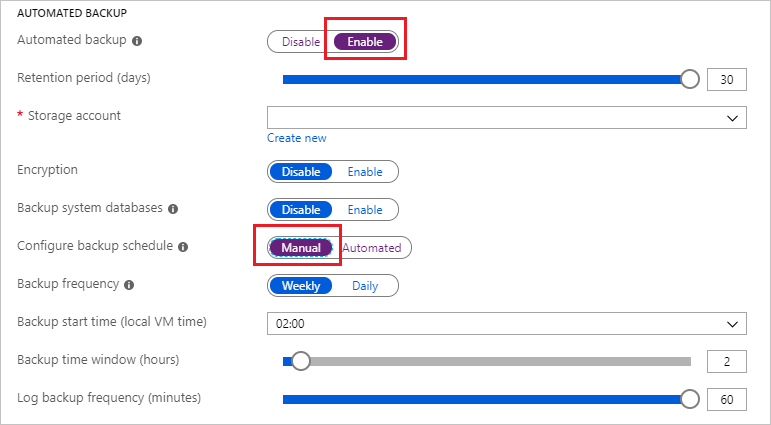 AUTOMATED BACKUP
Automated backup Disable Enable
Retention period (days) 30
* Storage account
Create new
Encryption Disable Enable
Backup system databases Disable Enable
Configure backup schedule Manual Automated
Backup frequency Weekly Daily
Backup start time (local VM time) 02:00
Backup time window (hours) 2
Log backup frequency (minutes) 60